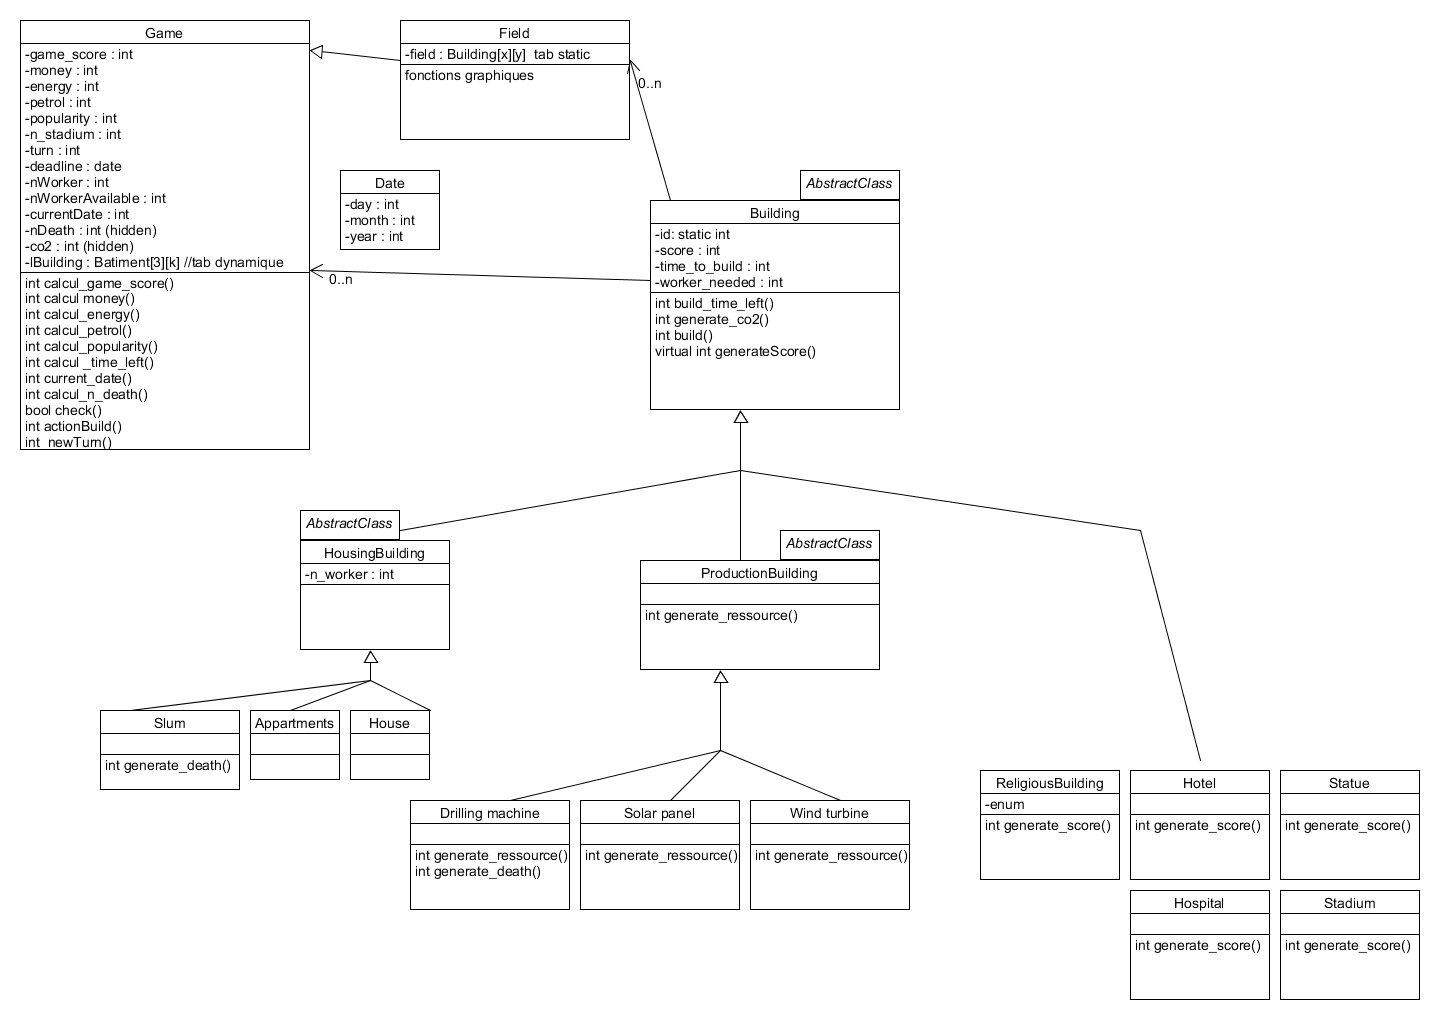 Game
-game_score : int
-money : int
-energy : int
-petrol : int
-popularity : int
-n_stadium : int
-turn : int
-deadline : date
-nWorker : int
-nWorkerAvailable : int
-currentDate : int
-nDeath : int (hidden)
-co2 : int (hidden)
-lBuilding : Batiment[3][k] //tab dynamique
int calcul_game_score()
int calcul money()
int calcul_energy()
int calcul_petrol()
int calcul_popularity()
int calcul _time_left()
int current_date()
int calcul_n_death()
bool check()
int actionBuild()
int  newTurn()
Field
-field : Building[x][y]  tab static
fonctions graphiques
0..n
Date
-day : int
-month : int
-year : int
0..n
AbstractClass
Building
-id: static int
-score : int
-time_to_build : int
-worker_needed : int
int build_time_left()
int generate_co2()
int build()
virtual int generateScore()
AbstractClass
HousingBuilding
-n_worker : int
AbstractClass
ProductionBuilding
int generate_ressource()
Slum
int generate_death()
Appartments
House
Drilling machine
int generate_ressource()
int generate_death()
Solar panel
int generate_ressource()
Wind turbine
int generate_ressource()
ReligiousBuilding
-enum
int generate_score()
Hotel
int generate_score()
Statue
int generate_score()
Hospital
int generate_score()
Stadium
int generate_score()